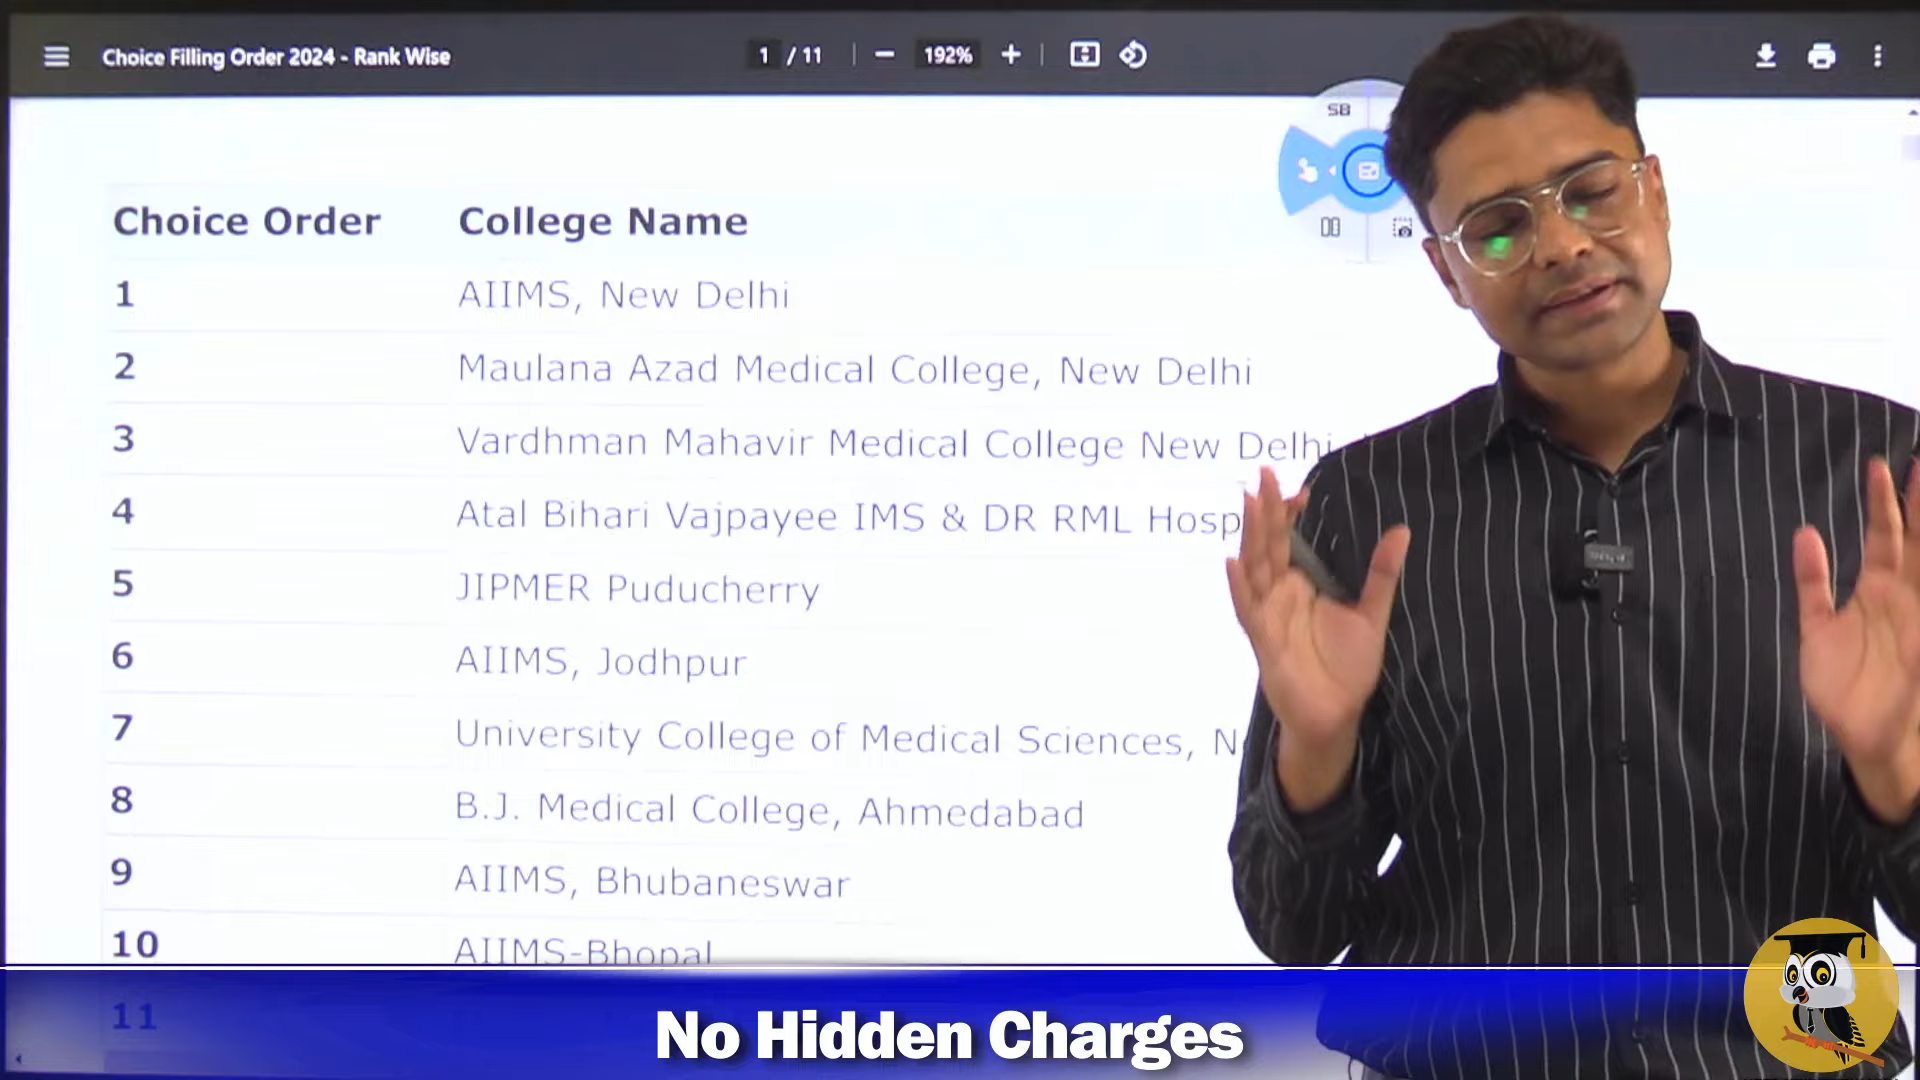 Choice Filling Order 2024 - Rank Wise
1 / 11
192%
SB
Choice Order College Name
1 AIIMS, New Delhi
2 Maulana Azad Medical College, New Delhi
3 Vardhman Mahavir Medical College New Delhi
4 Atal Bihari Vajpayee IMS & DR RML Hosp
5 JIPMER Puducherry
6 AIIMS, Jodhpur
7 University College of Medical Sciences, N
8 B.J. Medical College, Ahmedabad
9 AIIMS, Bhubaneswar
10 AIIMS-Bhopal
11
No Hidden Charges